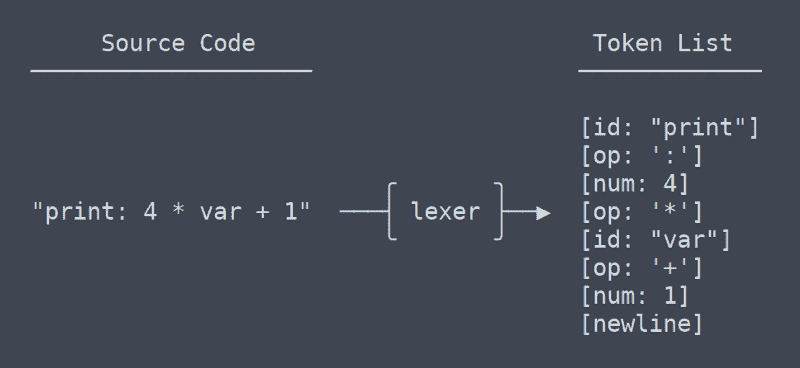 Source Code
Token List
[id: "print"]
[op: ':']
[num: 4]
[op: '*']
"print: 4 * var + 1"
lexer
[id: "var"]
[op: '+']
[num: 1]
[newline]